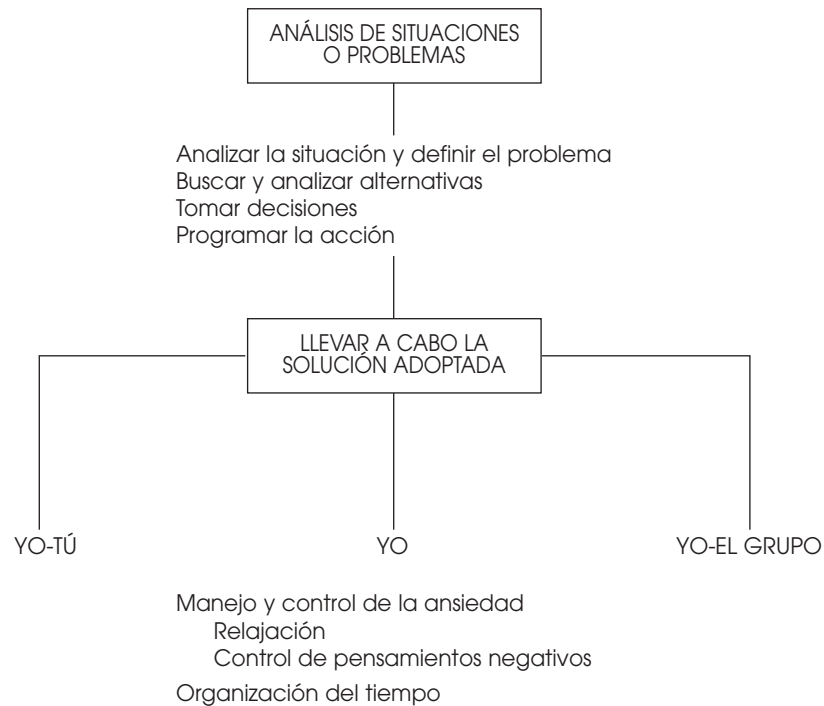 ANÁLISIS DE SITUACIONES
O PROBLEMAS
Analizar la situación y definir el problema
Buscar y analizar alternativas
Tomar decisiones
Programar la acción
LLEVAR A CABO LA
SOLUCIÓN ADOPTADA
YO-TÚ
YO
YO-EL GRUPO
Manejo y control de la ansiedad
Relajación
Control de pensamientos negativos
Organización del tiempo